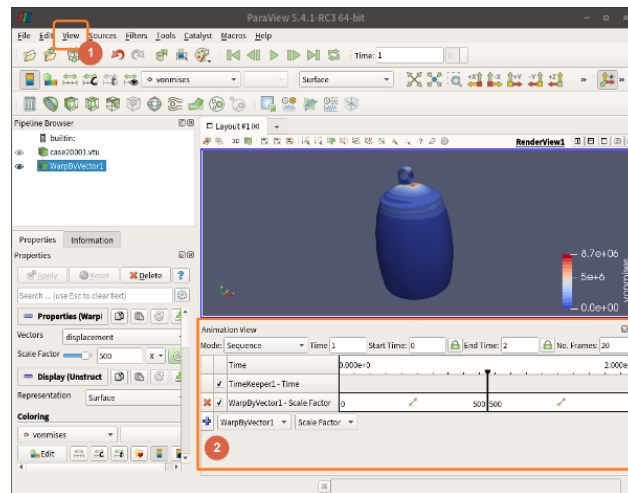 ParaView 5.4.1-RC3 64-bit
File Edit View Sources Filters Tools Catalyst Macros Help
1
Time: 1
0
vonmises
Surface
Pipeline Browser
builtin:
case20001.vtu
WarpByVector1
Layout #1
3D
RenderView1
8.7e+06
5e+6
0.0e+00
vonmises
Properties Information
Properties
Apply Reset Delete ?
Search ... (use Esc to clear text)
Properties (Warpl
Vectors displacement
Scale Factor 500 X
Display (Unstruct
Representation Surface
Coloring
vonmises
Edit
Animation View
Mode: Sequence Time 1 Start Time: 0 End Time: 2 No. Frames: 20
Time 0.000e+0 2.000e
TimeKeeper1 - Time
WarpByVector1 - Scale Factor 0 500 500
WarpByVector1 Scale Factor
2